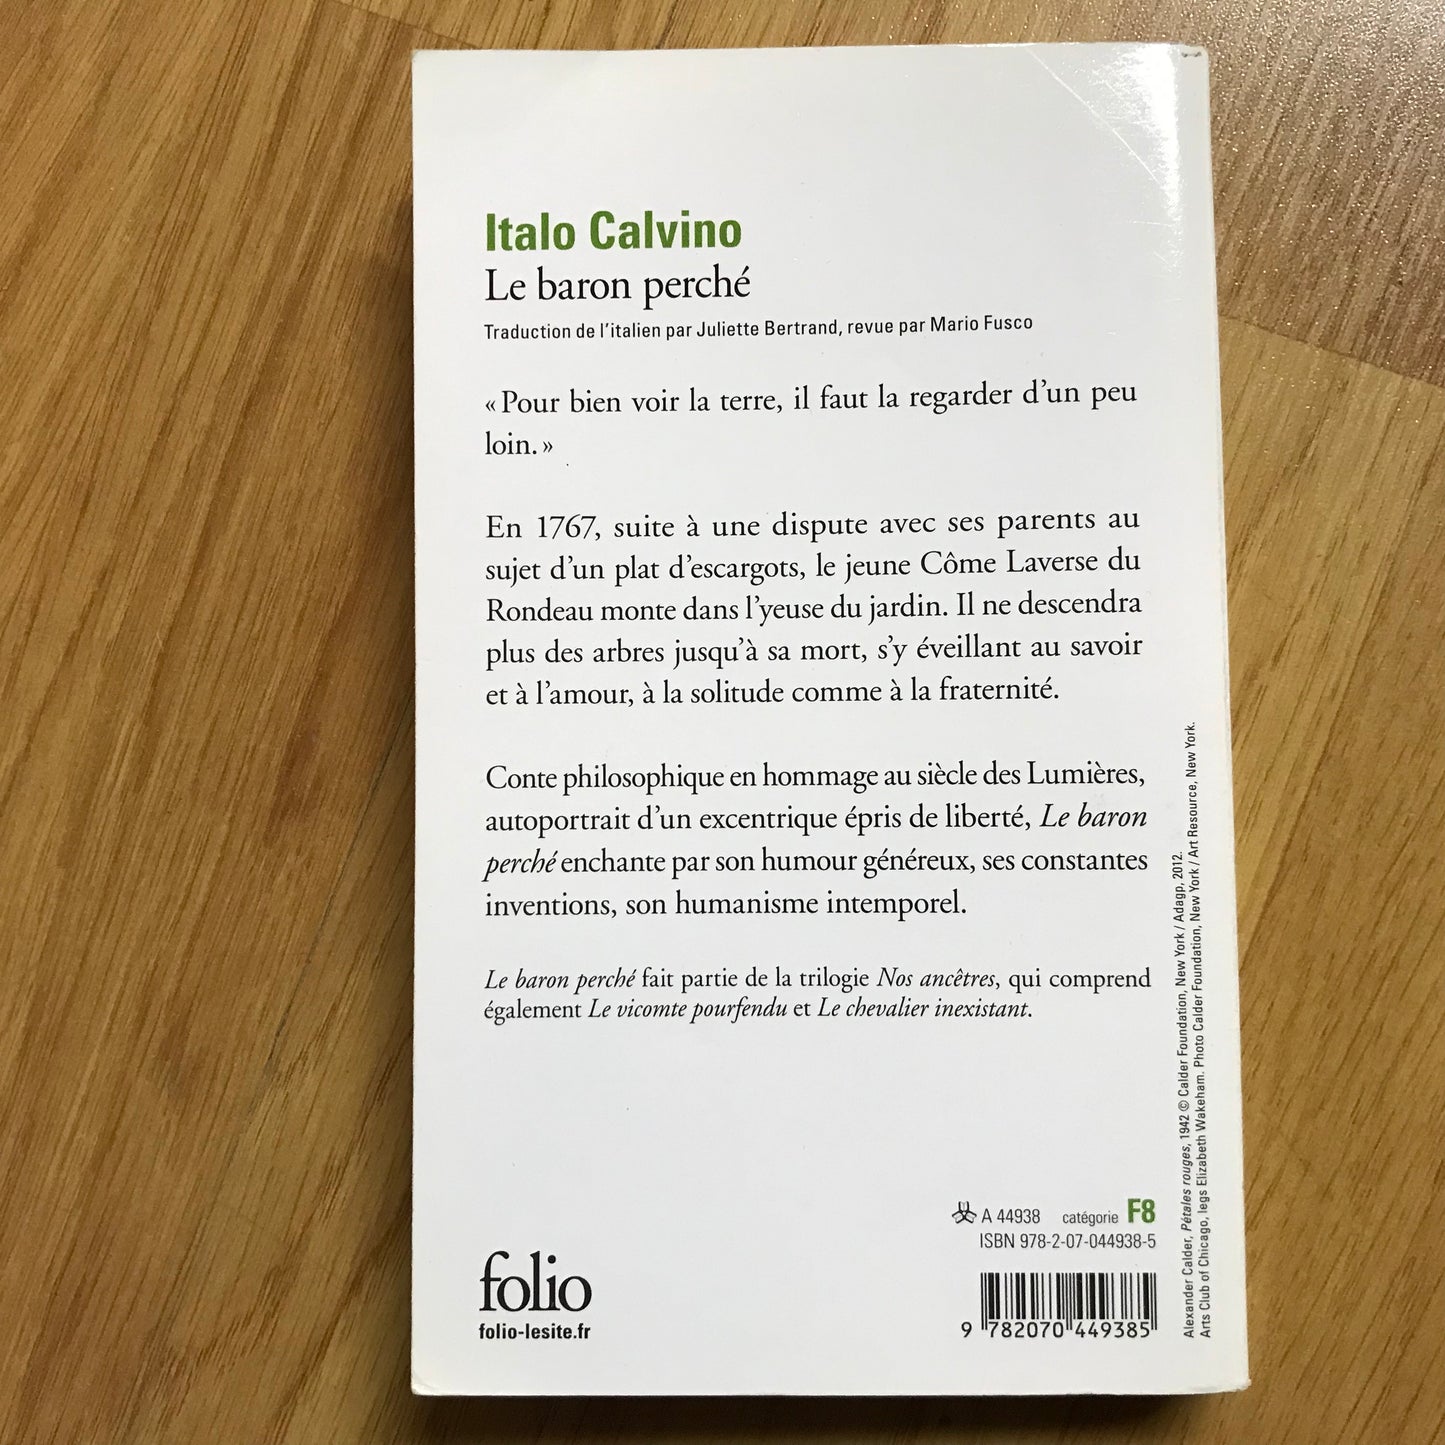 Italo Calvino
Le baron perché
Traduction de l'italien par Juliette Bertrand, revue par Mario Fusco
« Pour bien voir la terre, il faut la regarder d'un peu
loin. »
En 1767, suite à une dispute avec ses parents au
sujet d'un plat d'escargots, le jeune Côme Laverse du
Rondeau monte dans l'yeuse du jardin. Il ne descendra
plus des arbres jusqu'à sa mort, s'y éveillant au savoir
et à l'amour, à la solitude comme à la fraternité.
Conte philosophique en hommage au siècle des Lumières,
autoportrait d'un excentrique épris de liberté, Le baron
perché enchante par son humour généreux, ses constantes
inventions, son humanisme intemporel.
Le baron perché fait partie de la trilogie Nos ancêtres, qui comprend
également Le vicomte pourfendu et Le chevalier inexistant.
A 44938 catégorie F8
ISBN 978-2-07-044938-5
9 782070 449385
folio
folio-lesite.fr
Alexander Calder, Pétales rouges, 1942 © Calder Foundation, New York / Adagp, 2012.
Arts Club of Chicago, legs Elizabeth Wakeham. Photo Calder Foundation, New York / Art Resource, New York.